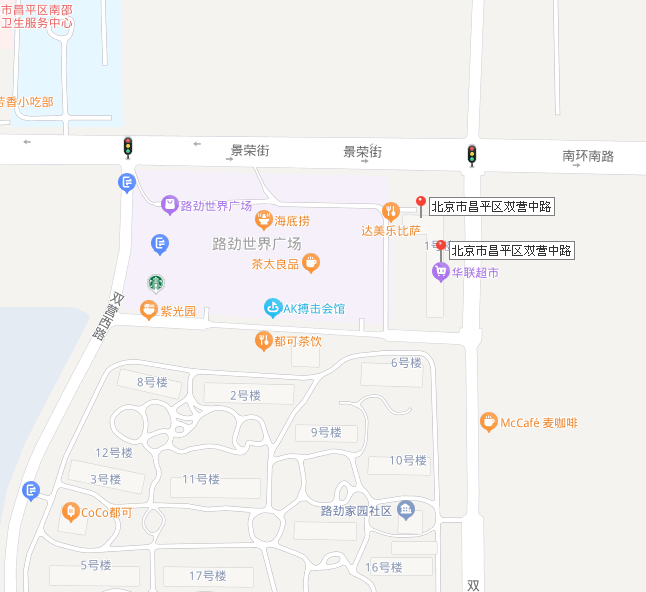 市昌平区南邵
卫生服务中心
芳香小吃部
景荣街
景荣街
南环南路
路劲世界广场
海底捞
达美乐比萨
北京市昌平区双营中路
路劲世界广场
北京市昌平区双营中路
茶太良品
华联超市
双营西路
紫光园
AK搏击会馆
都可茶饮
6号楼
8号楼
2号楼
McCafé 麦咖啡
9号楼
12号楼
10号楼
3号楼
11号楼
CoCo都可
路劲家园社区
5号楼
17号楼
16号楼
双